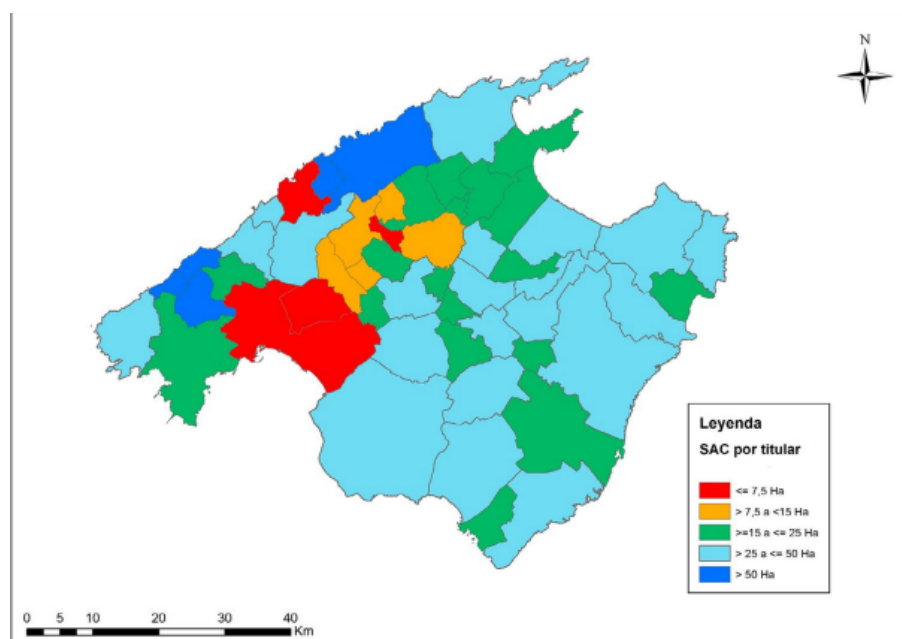 N
Leyenda
SAC por titular
<= 7,5 Ha
> 7,5 a <15 Ha
>=15 a <= 25 Ha
> 25 a <= 50 Ha
> 50 Ha
0 5 10 20 30 40
Km